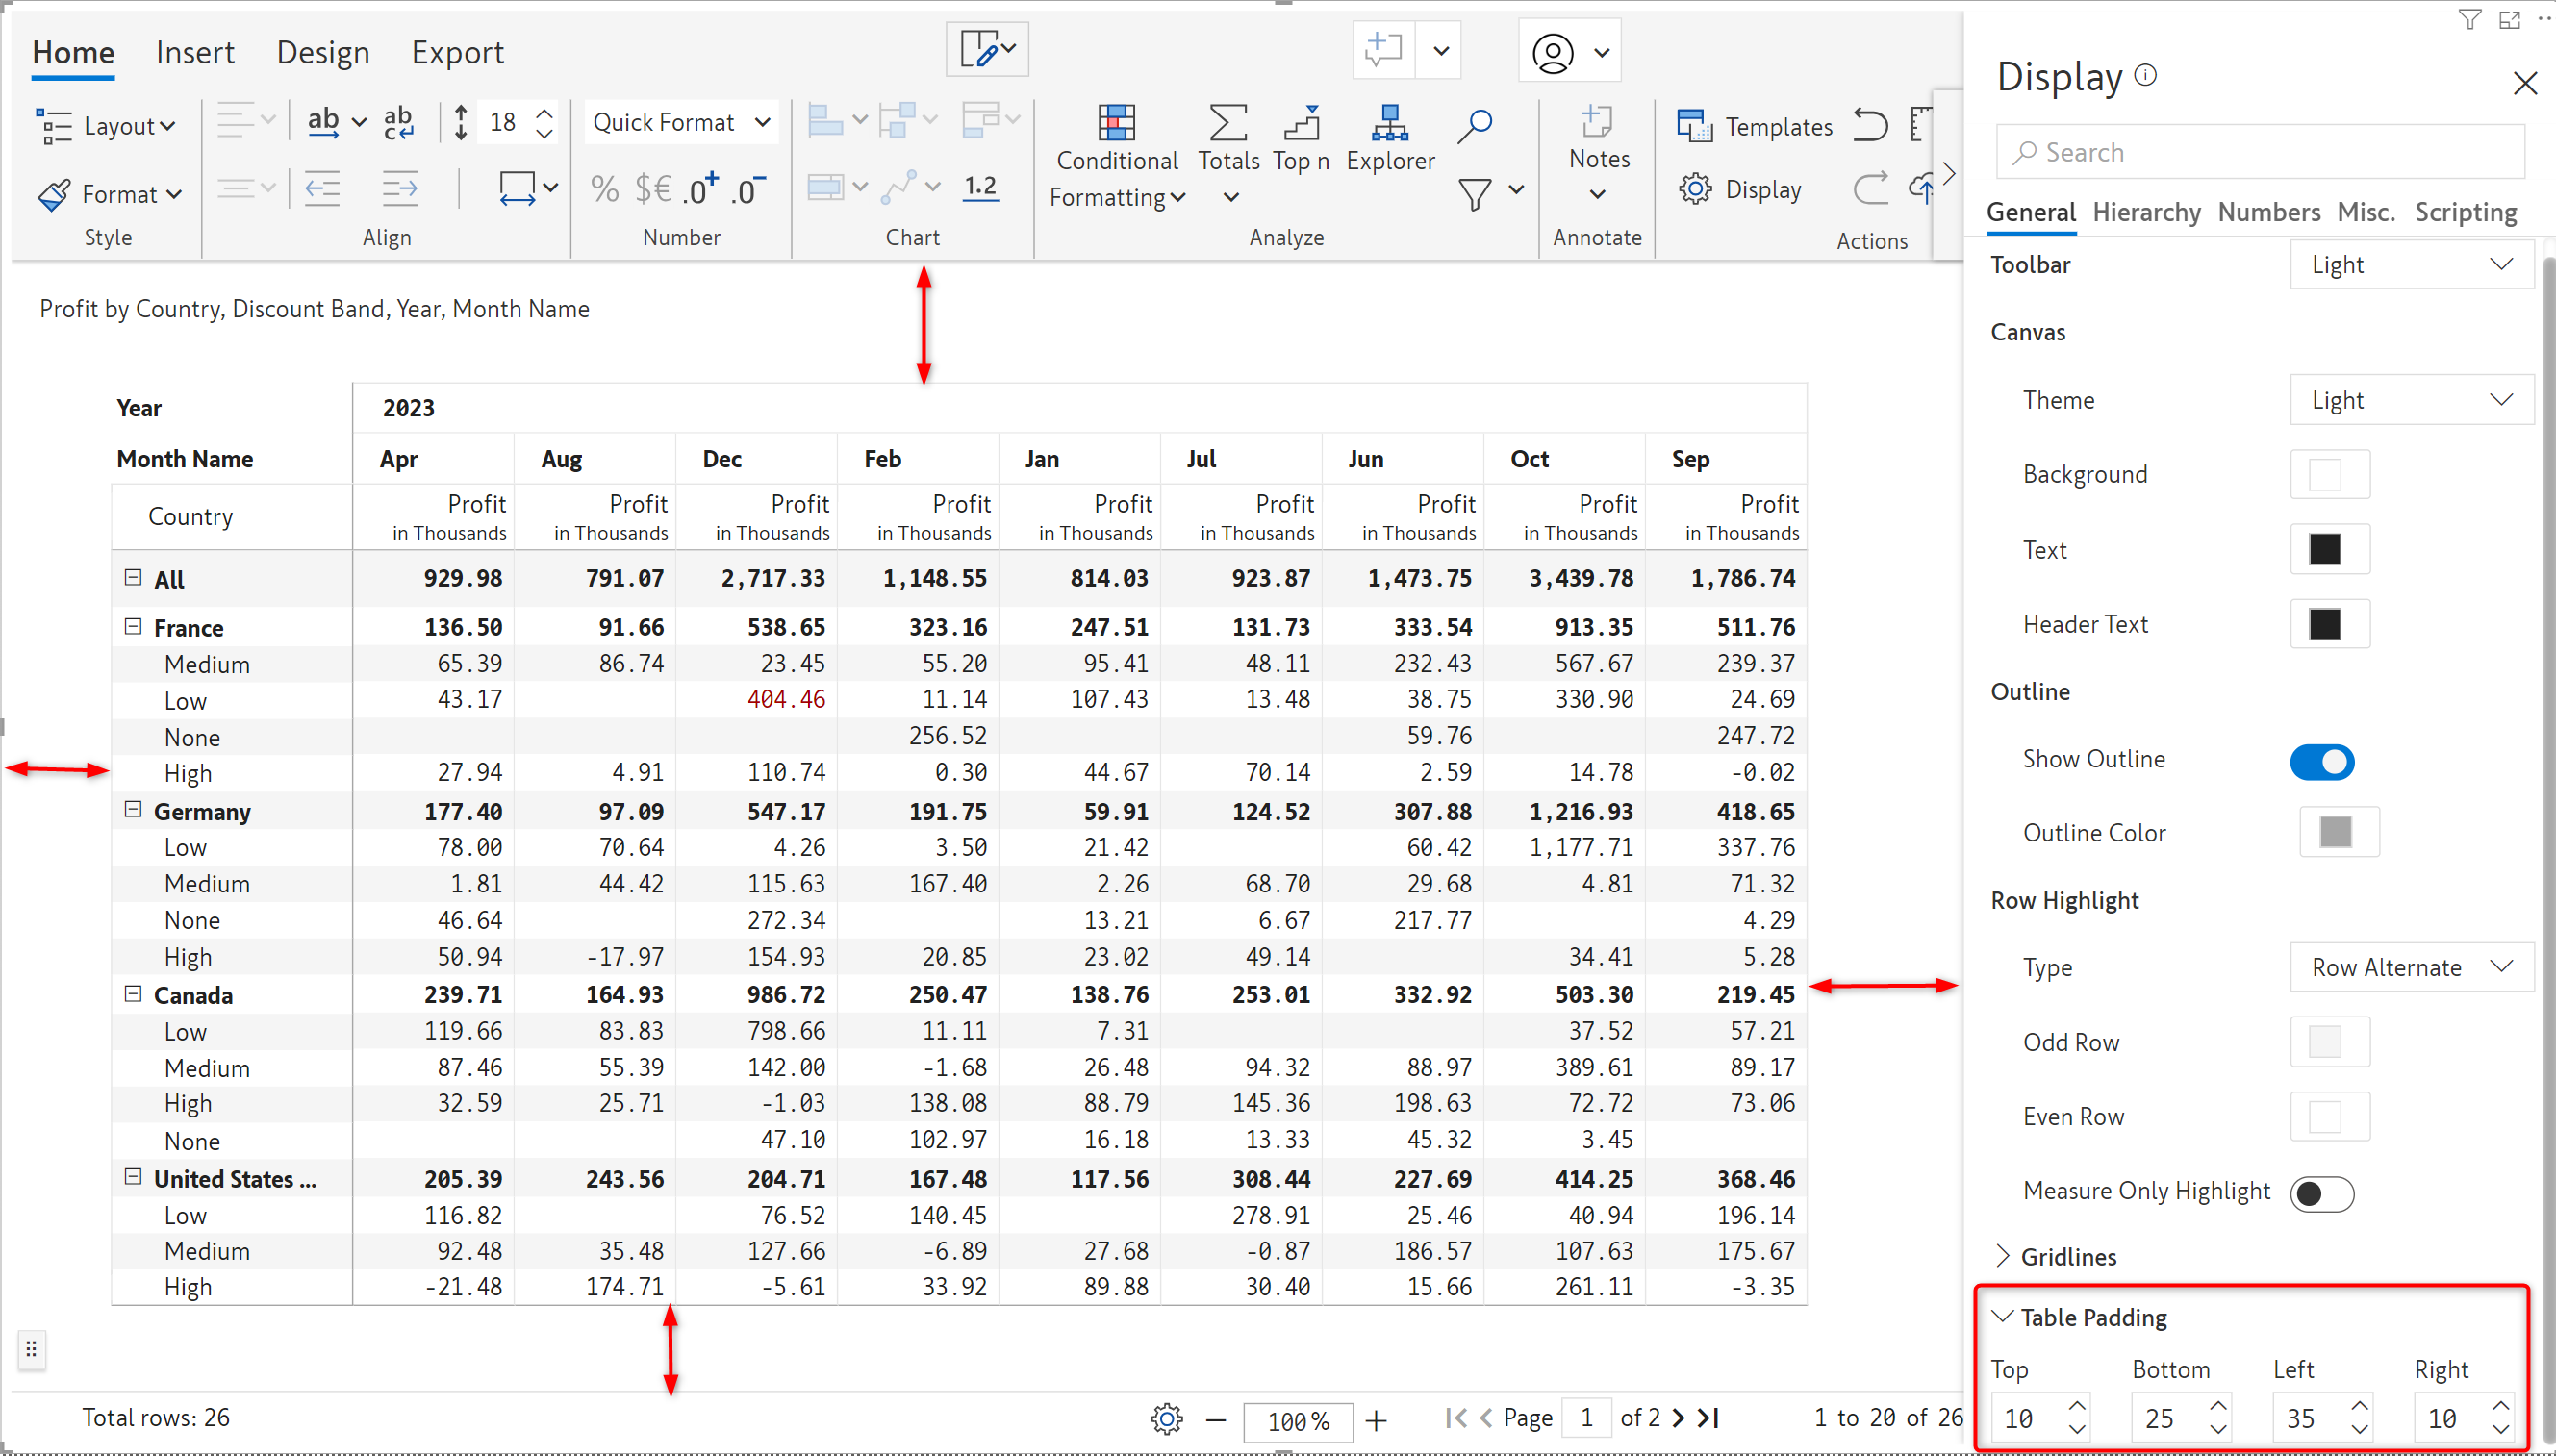 Home Insert Design Export
Layout ab ab c 18 Quick Format Conditional Formatting Totals Top n Explorer Notes Templates
Format % $€ .0+ .0- 1.2 Display
Style Align Number Chart Analyze Annotate Actions
Profit by Country, Discount Band, Year, Month Name
Year 2023
Month Name Apr Aug Dec Feb Jan Jul Jun Oct Sep
Country Profit Profit Profit Profit Profit Profit Profit Profit Profit
in Thousands in Thousands in Thousands in Thousands in Thousands in Thousands in Thousands in Thousands in Thousands
All 929.98 791.07 2,717.33 1,148.55 814.03 923.87 1,473.75 3,439.78 1,786.74
France 136.50 91.66 538.65 323.16 247.51 131.73 333.54 913.35 511.76
Medium 65.39 86.74 23.45 55.20 95.41 48.11 232.43 567.67 239.37
Low 43.17 404.46 11.14 107.43 13.48 38.75 330.90 24.69
None 256.52 59.76 247.72
High 27.94 4.91 110.74 0.30 44.67 70.14 2.59 14.78 -0.02
Germany 177.40 97.09 547.17 191.75 59.91 124.52 307.88 1,216.93 418.65
Low 78.00 70.64 4.26 3.50 21.42 60.42 1,177.71 337.76
Medium 1.81 44.42 115.63 167.40 2.26 68.70 29.68 4.81 71.32
None 46.64 272.34 13.21 6.67 217.77 4.29
High 50.94 -17.97 154.93 20.85 23.02 49.14 34.41 5.28
Canada 239.71 164.93 986.72 250.47 138.76 253.01 332.92 503.30 219.45
Low 119.66 83.83 798.66 11.11 7.31 37.52 57.21
Medium 87.46 55.39 142.00 -1.68 26.48 94.32 88.97 389.61 89.17
High 32.59 25.71 -1.03 138.08 88.79 145.36 198.63 72.72 73.06
None 47.10 102.97 16.18 13.33 45.32 3.45
United States ... 205.39 243.56 204.71 167.48 117.56 308.44 227.69 414.25 368.46
Low 116.82 76.52 140.45 278.91 25.46 40.94 196.14
Medium 92.48 35.48 127.66 -6.89 27.68 -0.87 186.57 107.63 175.67
High -21.48 174.71 -5.61 33.92 89.88 30.40 15.66 261.11 -3.35
Total rows: 26 100% Page 1 of 2 1 to 20 of 26
Display
Search
General Hierarchy Numbers Misc. Scripting
Toolbar Light
Canvas
Theme Light
Background
Text
Header Text
Outline
Show Outline
Outline Color
Row Highlight
Type Row Alternate
Odd Row
Even Row
Measure Only Highlight
Gridlines
Table Padding
Top Bottom Left Right
10 25 35 10